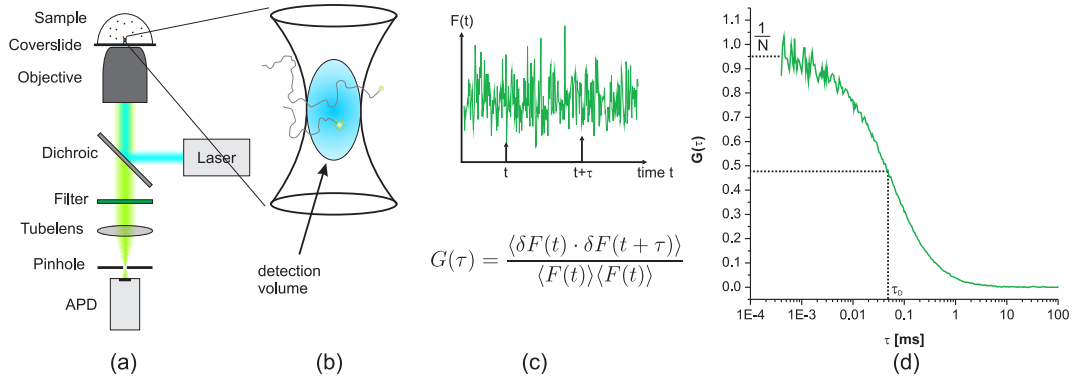 Sample
Coverslide
Objective
Dichroic
Laser
Filter
Tubelens
Pinhole
APD
(a)
detection
volume
(b)
F(t)
t
t+τ
time t
G(τ) = ⟨δF(t) · δF(t + τ)⟩
⟨F(t)⟩⟨F(t)⟩
(c)
1
N
1.1
1.0
0.9
0.8
0.7
0.6
0.5
0.4
0.3
0.2
0.1
0.0
G(τ)
τD
1E-4
1E-3
0.01
0.1
1
10
100
τ [ms]
(d)